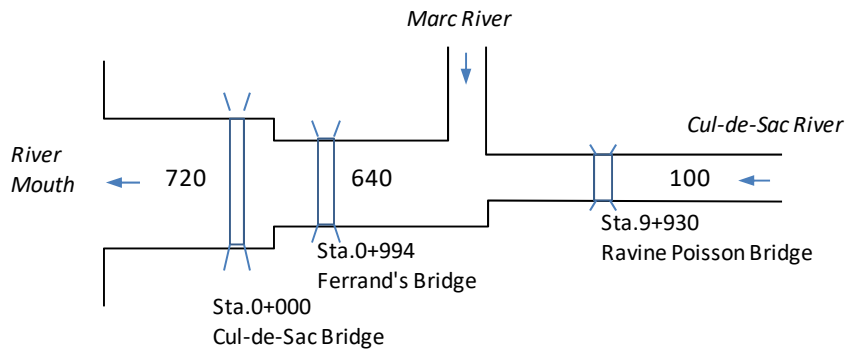 Marc River
Cul-de-Sac River
River
Mouth
720
640
100
Sta.0+994
Ferrand's Bridge
Sta.9+930
Ravine Poisson Bridge
Sta.0+000
Cul-de-Sac Bridge